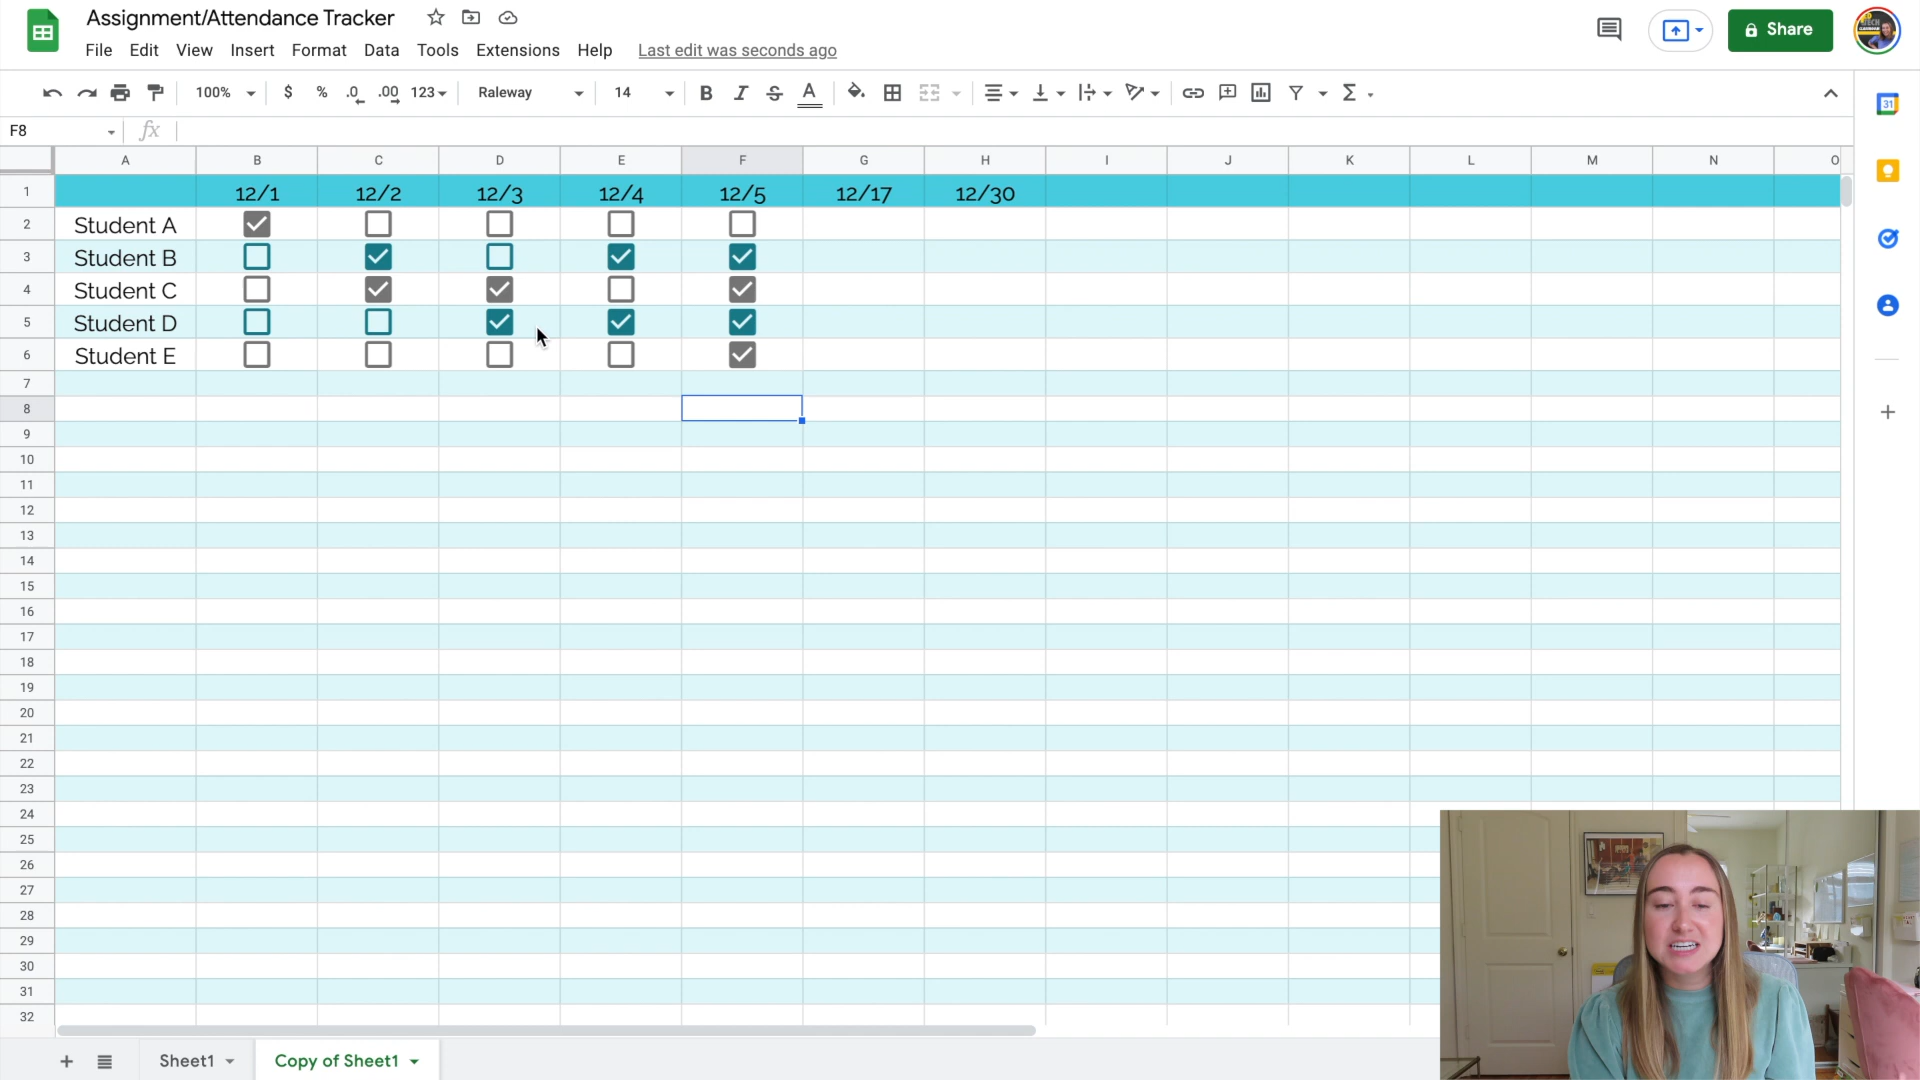 Assignment/Attendance Tracker
File Edit View Insert Format Data Tools Extensions Help Last edit was seconds ago
Share
100% $ % .0 .00 123 Raleway 14 B I S A Σ
31
F8 fx
A B C D E F G H I J K L M N O
1 12/1 12/2 12/3 12/4 12/5 12/17 12/30
2 Student A
3 Student B
4 Student C
5 Student D
6 Student E
7
8
9
10
11
12
13
14
15
16
17
18
19
20
21
22
23
24
25
26
27
28
29
30
31
32
+ Sheet1 Copy of Sheet1